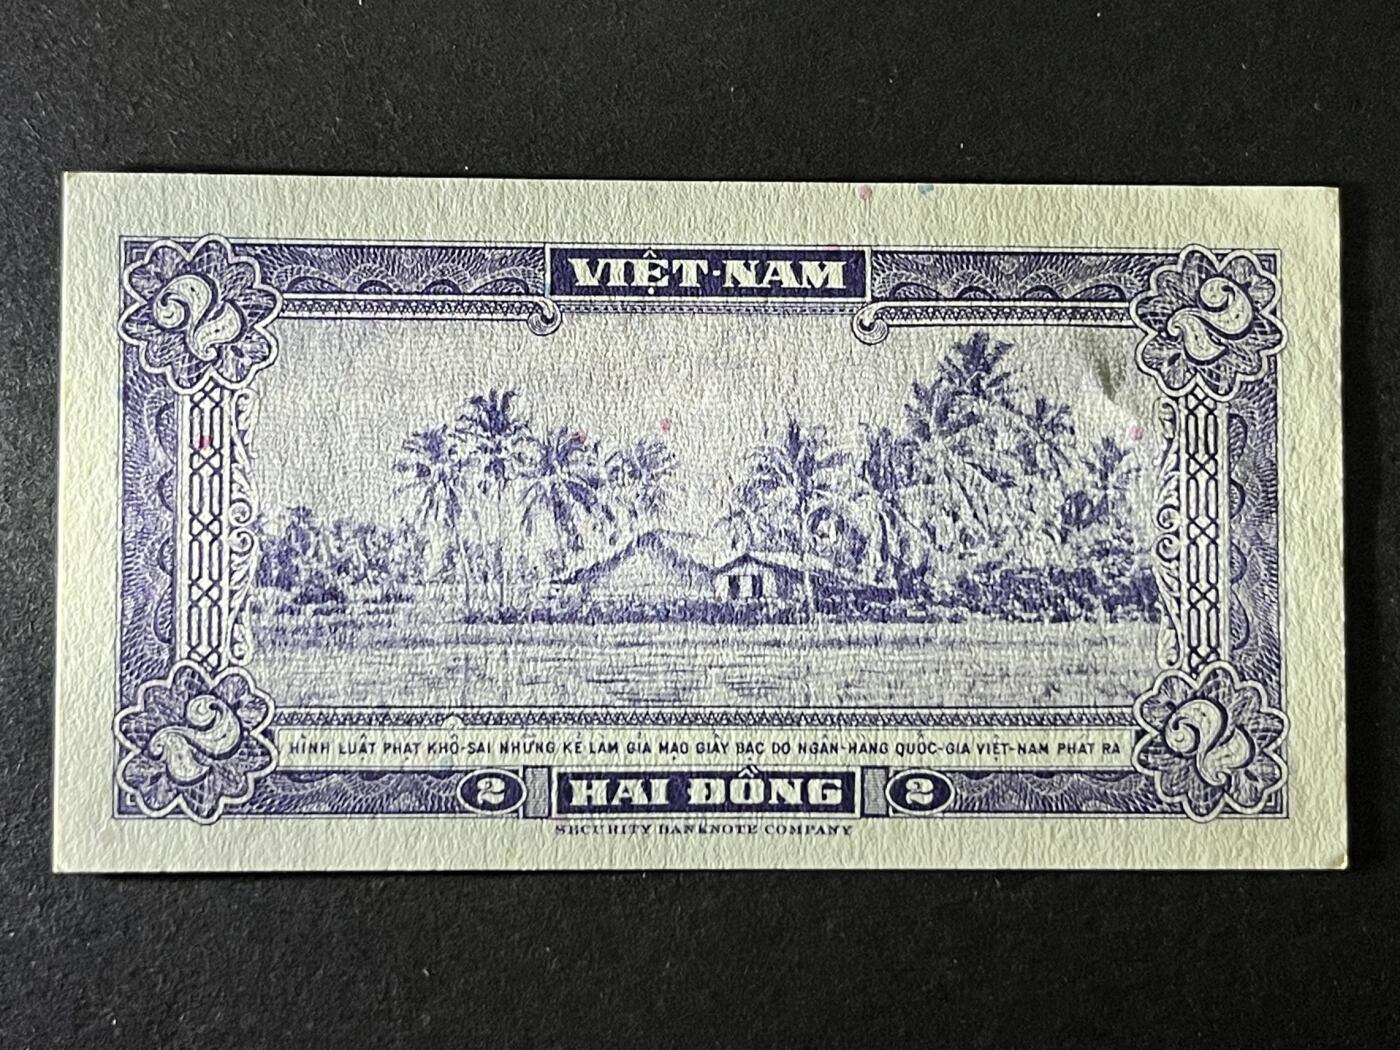 VIỆT-NAM
2 2
HÌNH LUẬT PHẠT KHỔ-SAI NHỮNG KẺ LÀM GIẢ MẠO GIẤY BẠC DO NGÂN-HÀNG QUỐC-GIA VIỆT-NAM PHÁT RA
2 2 HAI ĐỒNG 2 2
SECURITY BANKNOTE COMPANY